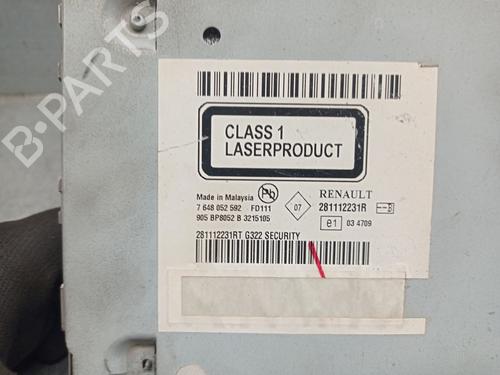 B-PARTS
CLASS 1
LASERPRODUCT
Made in Malaysia
7 648 052 592 FD111
905 BP8052 B 3215105
Pb
07
RENAULT
281112231R
e1 03 4709
281112231RT G322 SECURITY